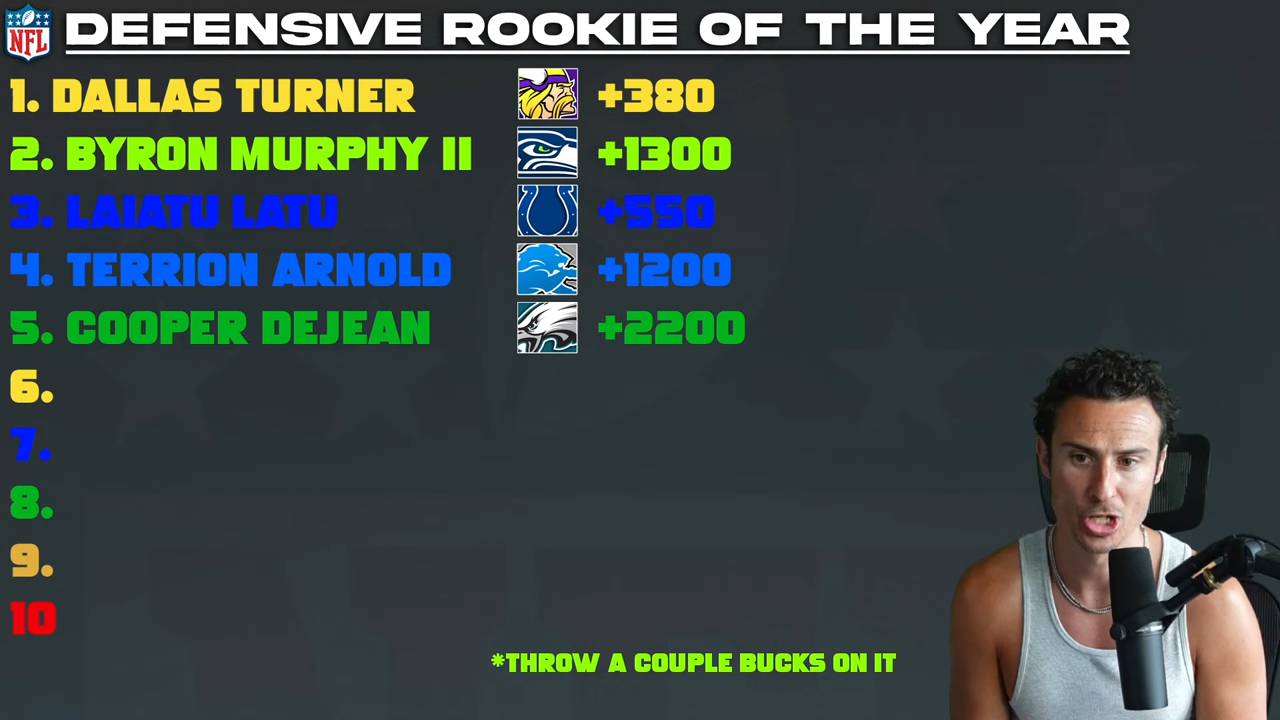 NFL
DEFENSIVE ROOKIE OF THE YEAR
1. DALLAS TURNER +380
2. BYRON MURPHY II +1300
3. LAIATU LATU +550
4. TERRION ARNOLD +1200
5. COOPER DEJEAN +2200
6.
7.
8.
9.
10
*THROW A COUPLE BUCKS ON IT